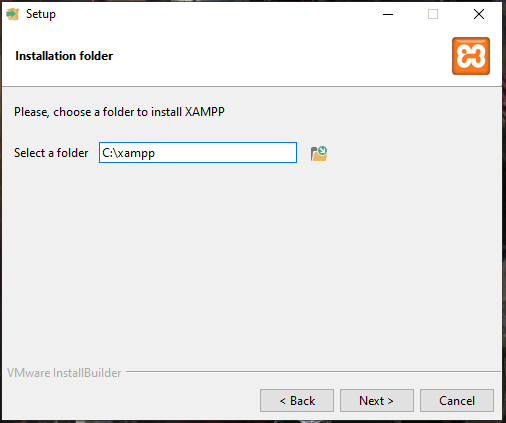 Setup
Installation folder
Please, choose a folder to install XAMPP
Select a folder C:\xampp
VMware InstallBuilder
< Back Next > Cancel